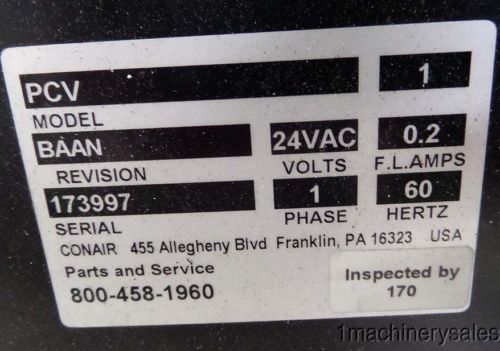 PCV 1
MODEL
BAAN 24VAC 0.2
REVISION VOLTS F.L.AMPS
173997 1 60
SERIAL PHASE HERTZ
CONAIR 455 Allegheny Blvd Franklin, PA 16323 USA
Parts and Service
800-458-1960
Inspected by
170
1machinerysales